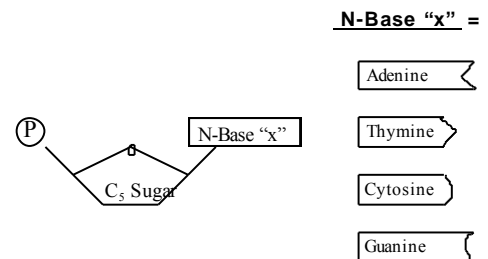 N-Base “x” =
Adenine
P
N-Base “x”
Thymine
O
C₅ Sugar
Cytosine
Guanine